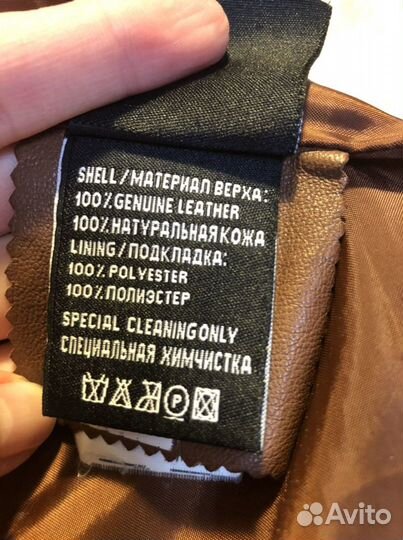 SHELL/МАТЕРИАЛ ВЕРХА:
100% GENUINE LEATHER
100% НАТУРАЛЬНАЯ КОЖА
LINING/ПОДКЛАДКА:
100% POLYESTER
100% ПОЛИЭСТЕР
SPECIAL CLEANING ONLY
СПЕЦИАЛЬНАЯ ХИМЧИСТКА
P
Avito